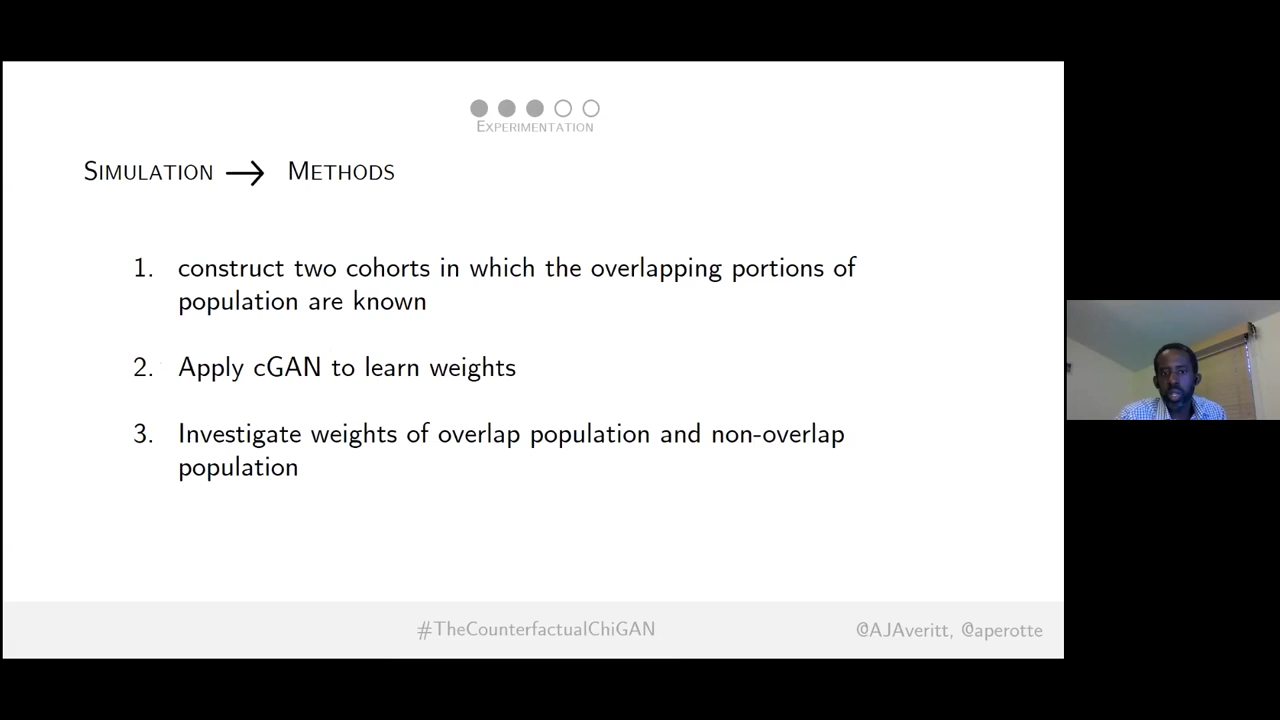 EXPERIMENTATION
SIMULATION → METHODS
1. construct two cohorts in which the overlapping portions of
population are known
2. Apply cGAN to learn weights
3. Investigate weights of overlap population and non-overlap
population
#TheCounterfactualChiGAN
@AJAveritt, @aperotte